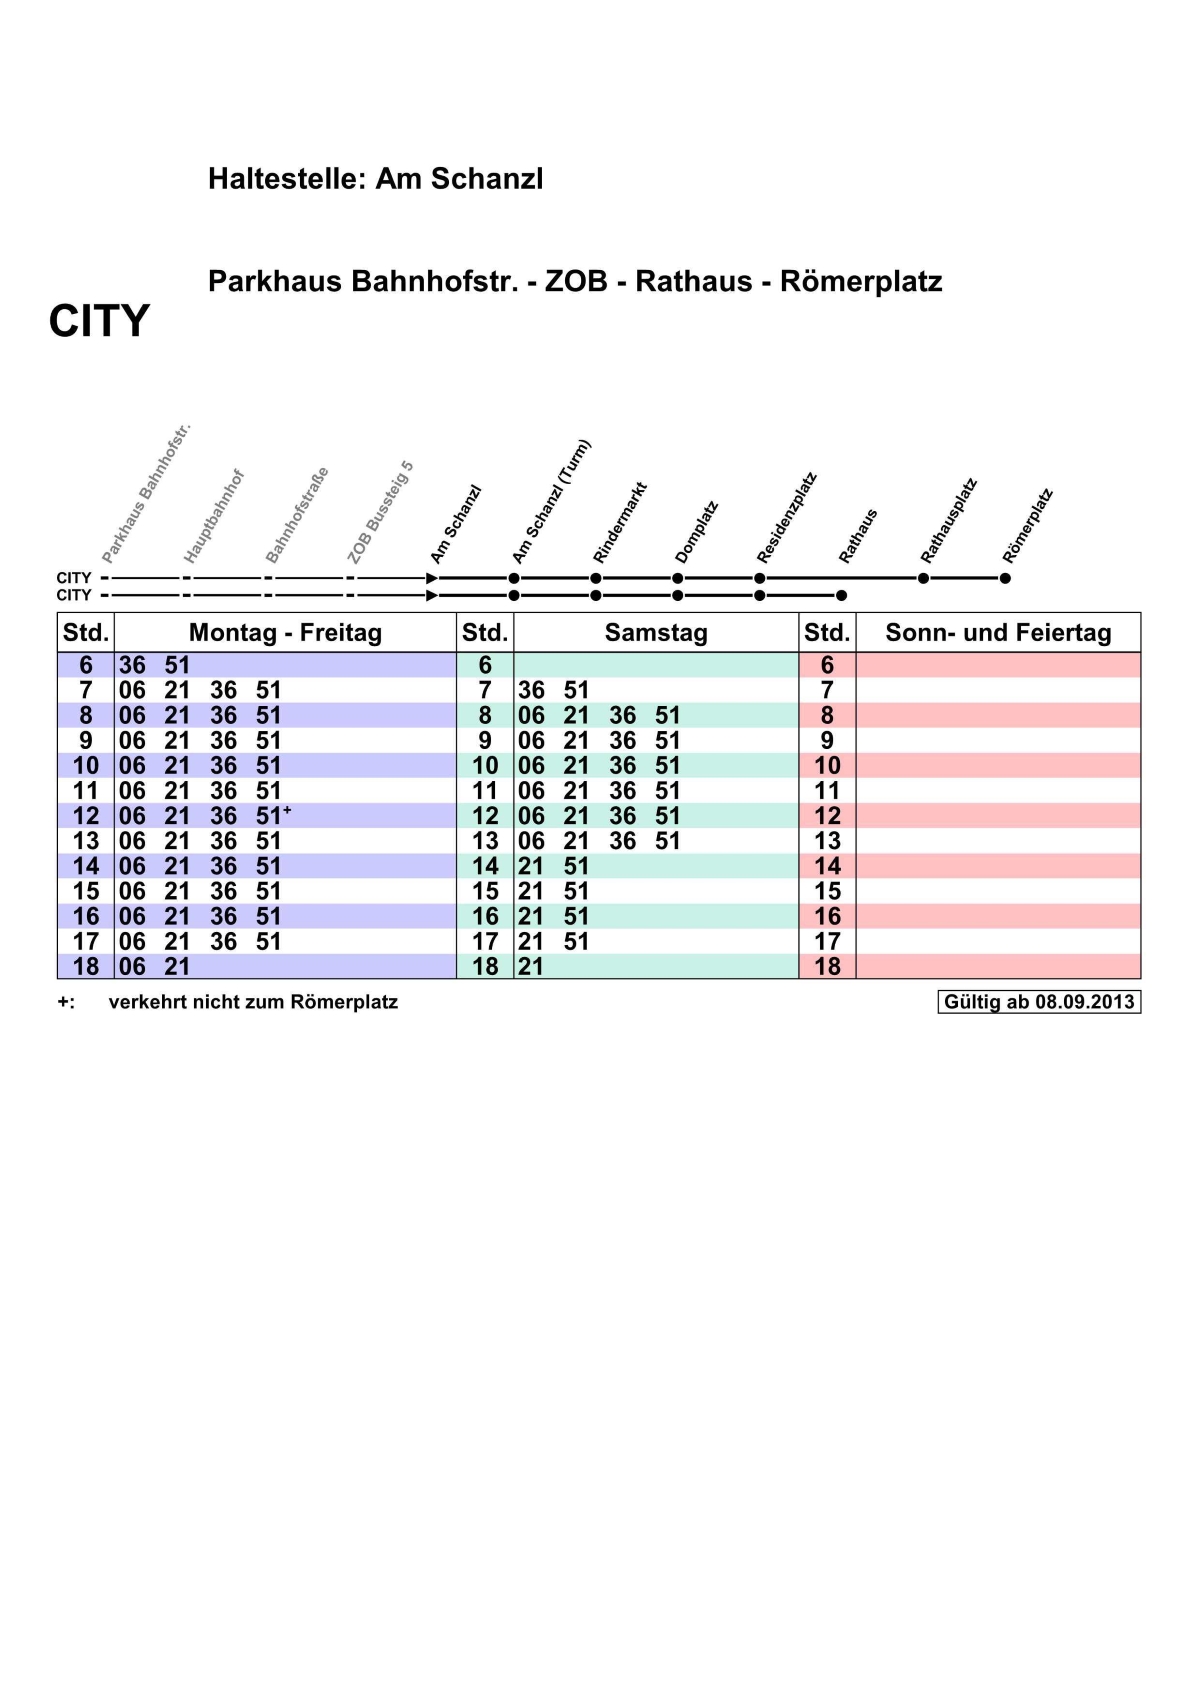 Haltestelle: Am Schanzl
Parkhaus Bahnhofstr. - ZOB - Rathaus - Römerplatz
CITY
Parkhaus Bahnhofstr.
Hauptbahnhof
Bahnhofstraße
ZOB Bussteig 5
Am Schanzl
Am Schanzl (Turm)
Rindermarkt
Domplatz
Residenzplatz
Rathaus
Rathausplatz
Römerplatz
CITY
CITY
Std. Montag - Freitag Std. Samstag Std. Sonn- und Feiertag
6 36 51 6 6
7 06 21 36 51 7 36 51 7
8 06 21 36 51 8 06 21 36 51 8
9 06 21 36 51 9 06 21 36 51 9
10 06 21 36 51 10 06 21 36 51 10
11 06 21 36 51 11 06 21 36 51 11
12 06 21 36 51+ 12 06 21 36 51 12
13 06 21 36 51 13 06 21 36 51 13
14 06 21 36 51 14 21 51 14
15 06 21 36 51 15 21 51 15
16 06 21 36 51 16 21 51 16
17 06 21 36 51 17 21 51 17
18 06 21 18 21 18
+: verkehrt nicht zum Römerplatz Gültig ab 08.09.2013